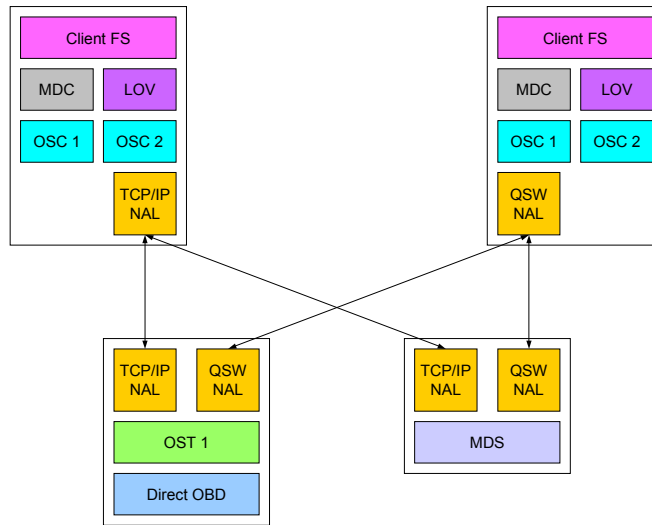 Client FS
MDC
LOV
OSC 1
OSC 2
TCP/IP
NAL
Client FS
MDC
LOV
OSC 1
OSC 2
QSW
NAL
TCP/IP
NAL
QSW
NAL
OST 1
Direct OBD
TCP/IP
NAL
QSW
NAL
MDS